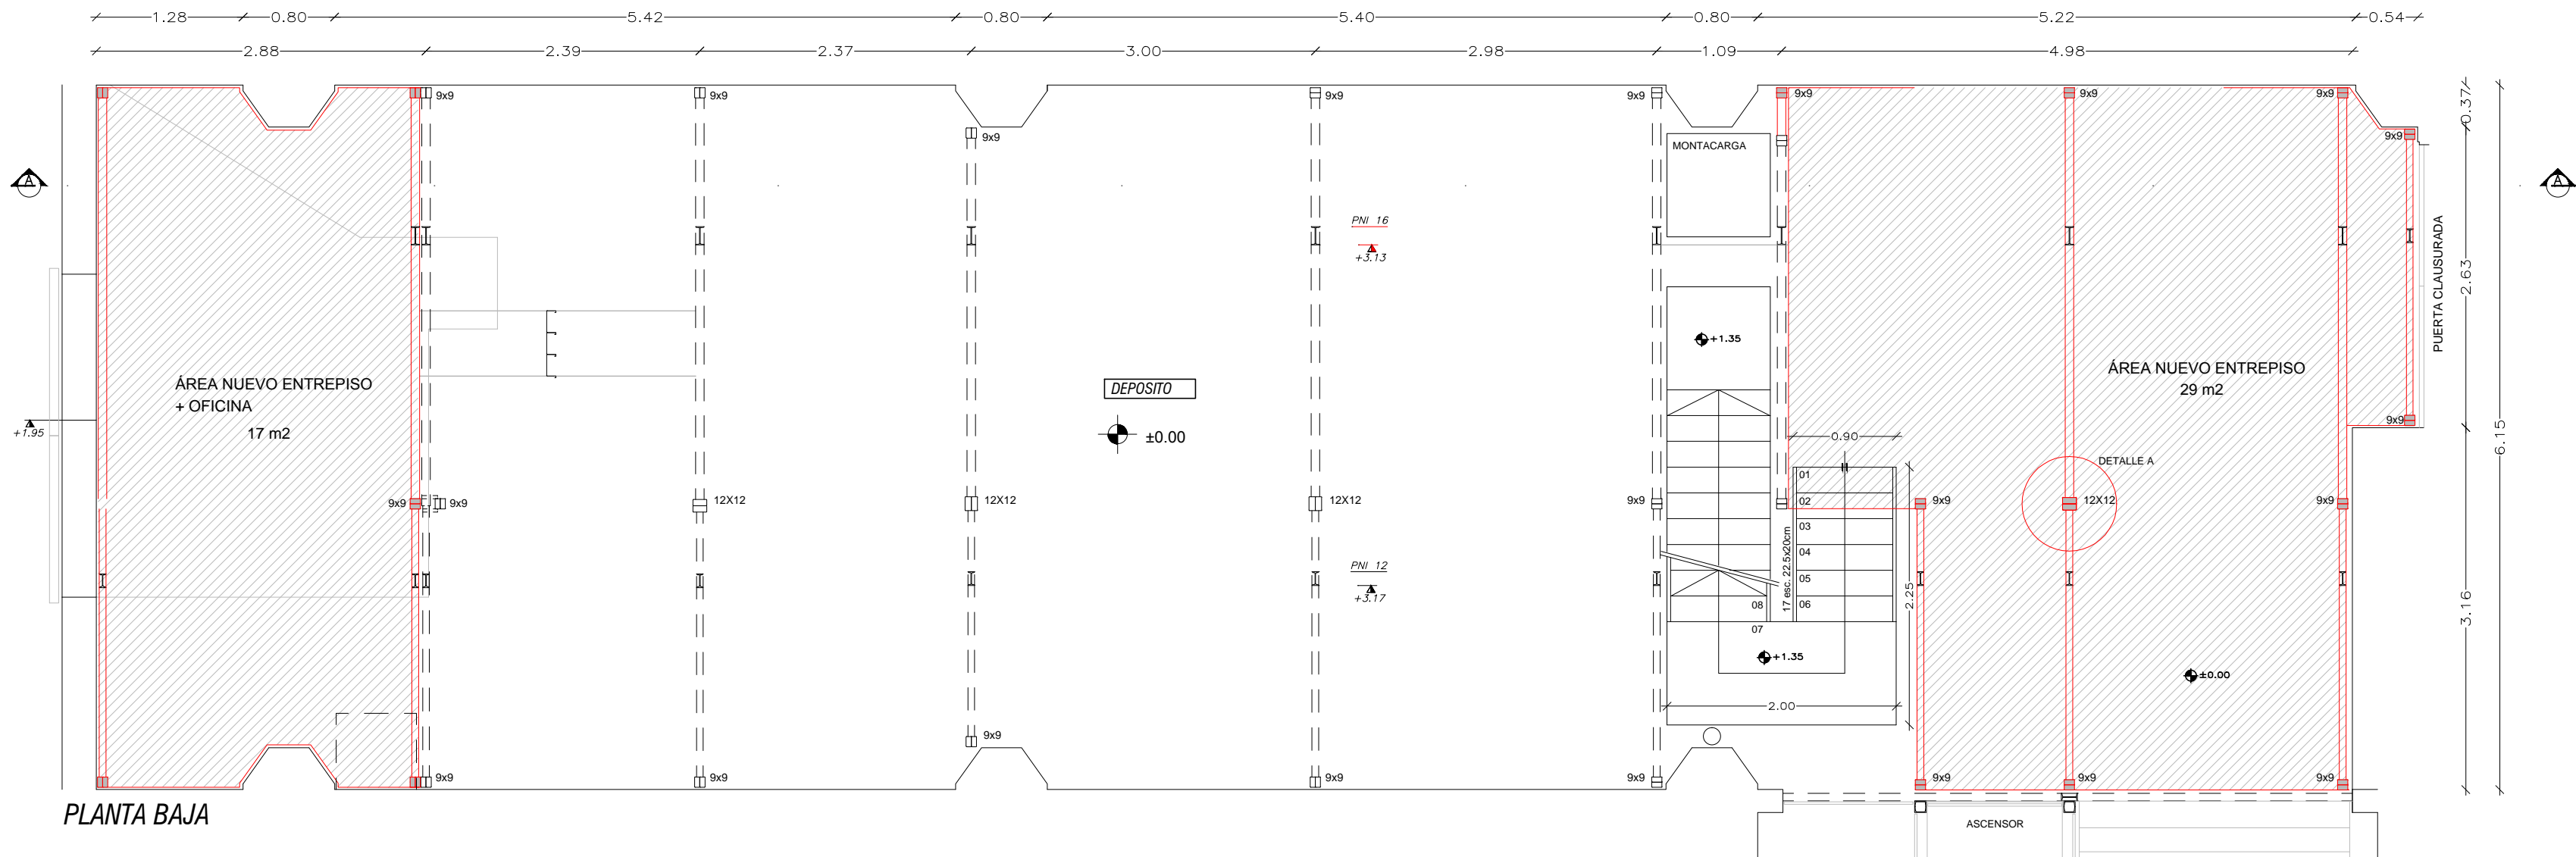 1.28 0.80 5.42 0.80 5.40 0.80 5.22 0.54
2.88 2.39 2.37 3.00 2.98 1.09 4.98
9x9 9x9 9x9 9x9 9x9 9x9 9x9
0.37
9x9 9x9
MONTACARGA
A A
PNI 16
+3.13
PUERTA CLAUSURADA
2.63
+1.35
ÁREA NUEVO ENTREPISO
+ OFICINA
17 m2
DEPOSITO
±0.00
ÁREA NUEVO ENTREPISO
29 m2
+1.95
9x9
0.90
6.15
DETALLE A
01
02
03
04
05
06
07
08
9x9 9x9 12X12 12X12 12X12 9x9 9x9 12X12 9x9
17 esc. 22.5x20cm
PNI 12
+3.17
2.25
3.16
+1.35
±0.00
2.00
9x9
9x9 9x9 9x9 9x9 9x9 9x9 9x9
PLANTA BAJA
ASCENSOR